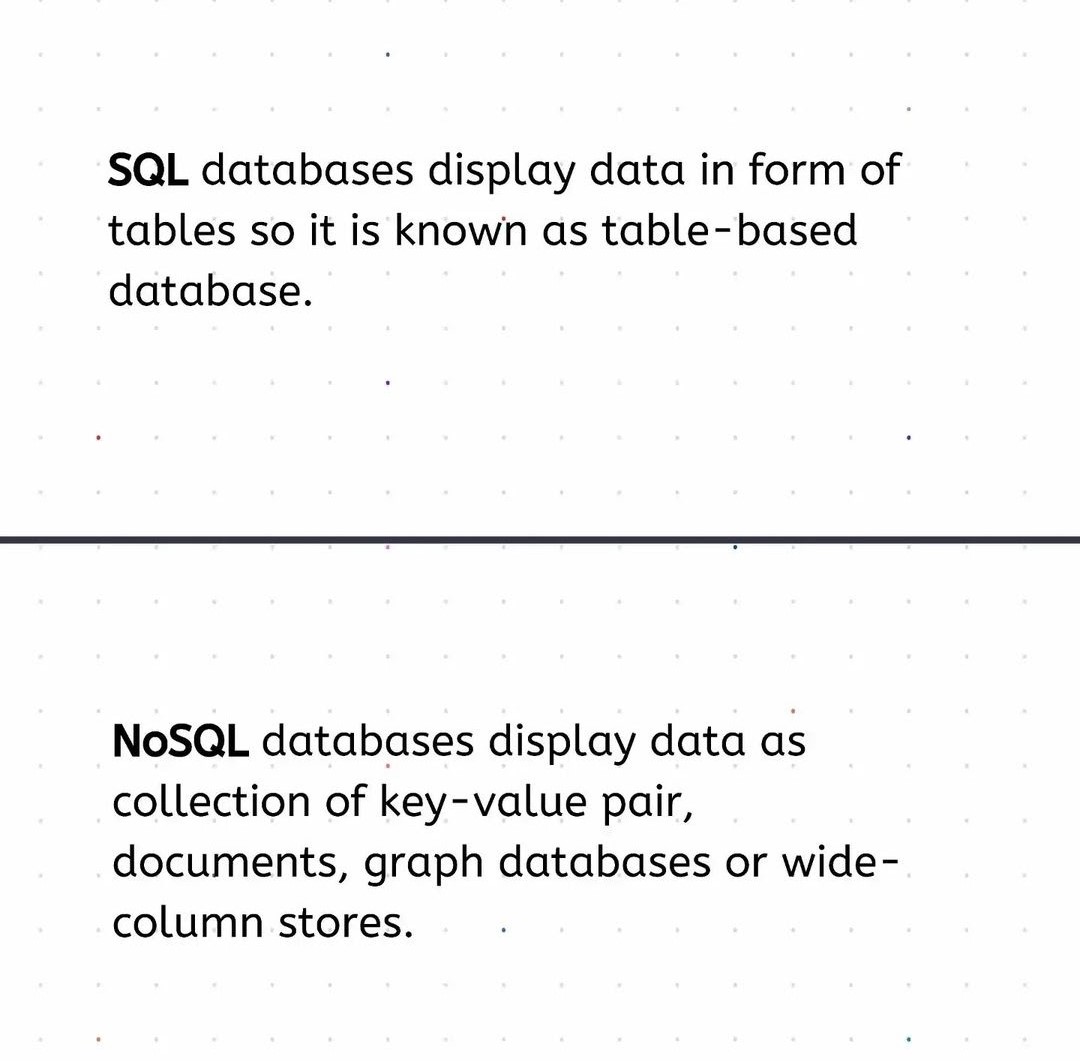 SQL databases display data in form of
tables so it is known as table-based
database.
NoSQL databases display data as
collection of key-value pair,
documents, graph databases or wide-
column stores.